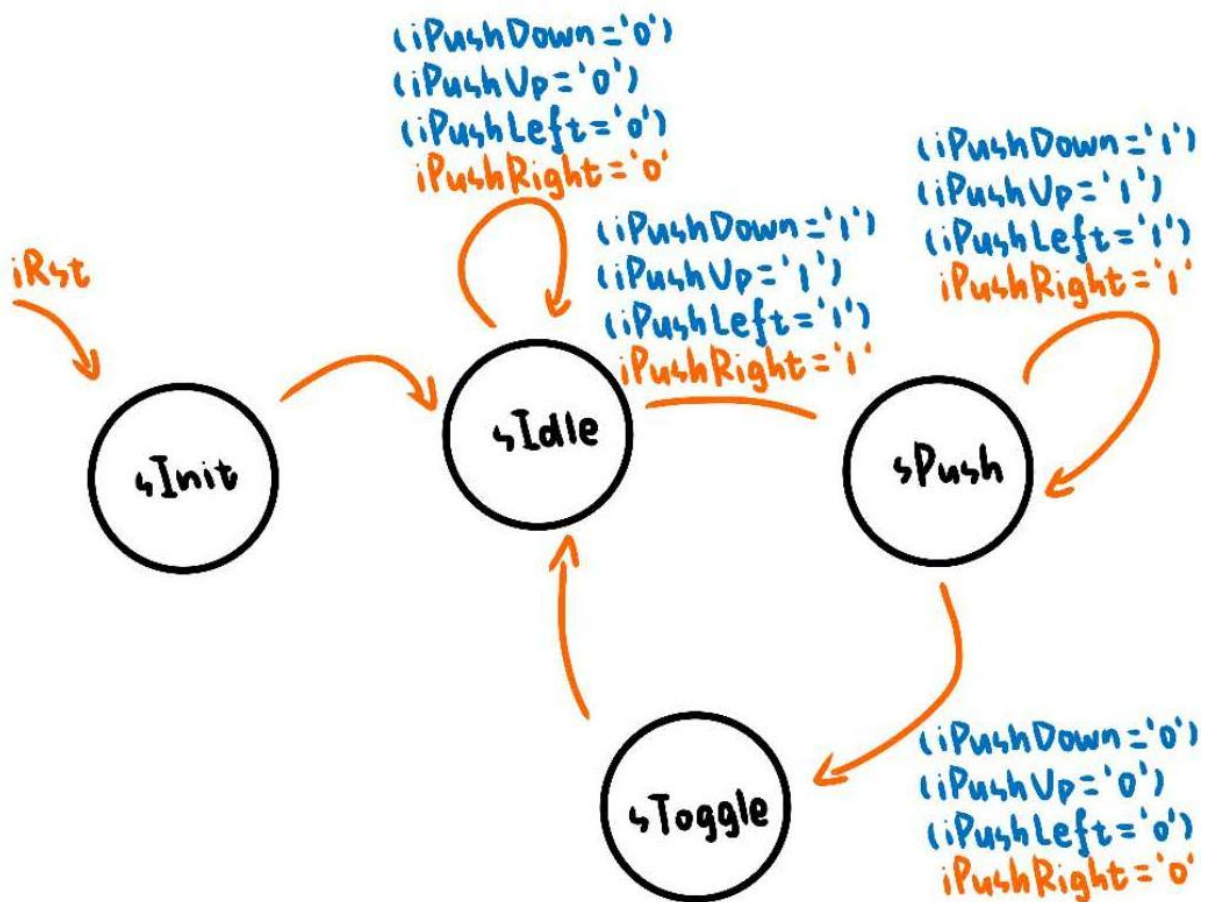 (iPushDown='0')
(iPushUp='0')
(iPushLeft='0')
iPushRight='0'
(iPushDown='1')
(iPushUp='1')
(iPushLeft='1')
iPushRight='1'
(iPushDown='1')
(iPushUp='1')
(iPushLeft='1')
iPushRight='1'
iRst
sInit
sIdle
sPush
sToggle
(iPushDown='0')
(iPushUp='0')
(iPushLeft='0')
iPushRight='0'